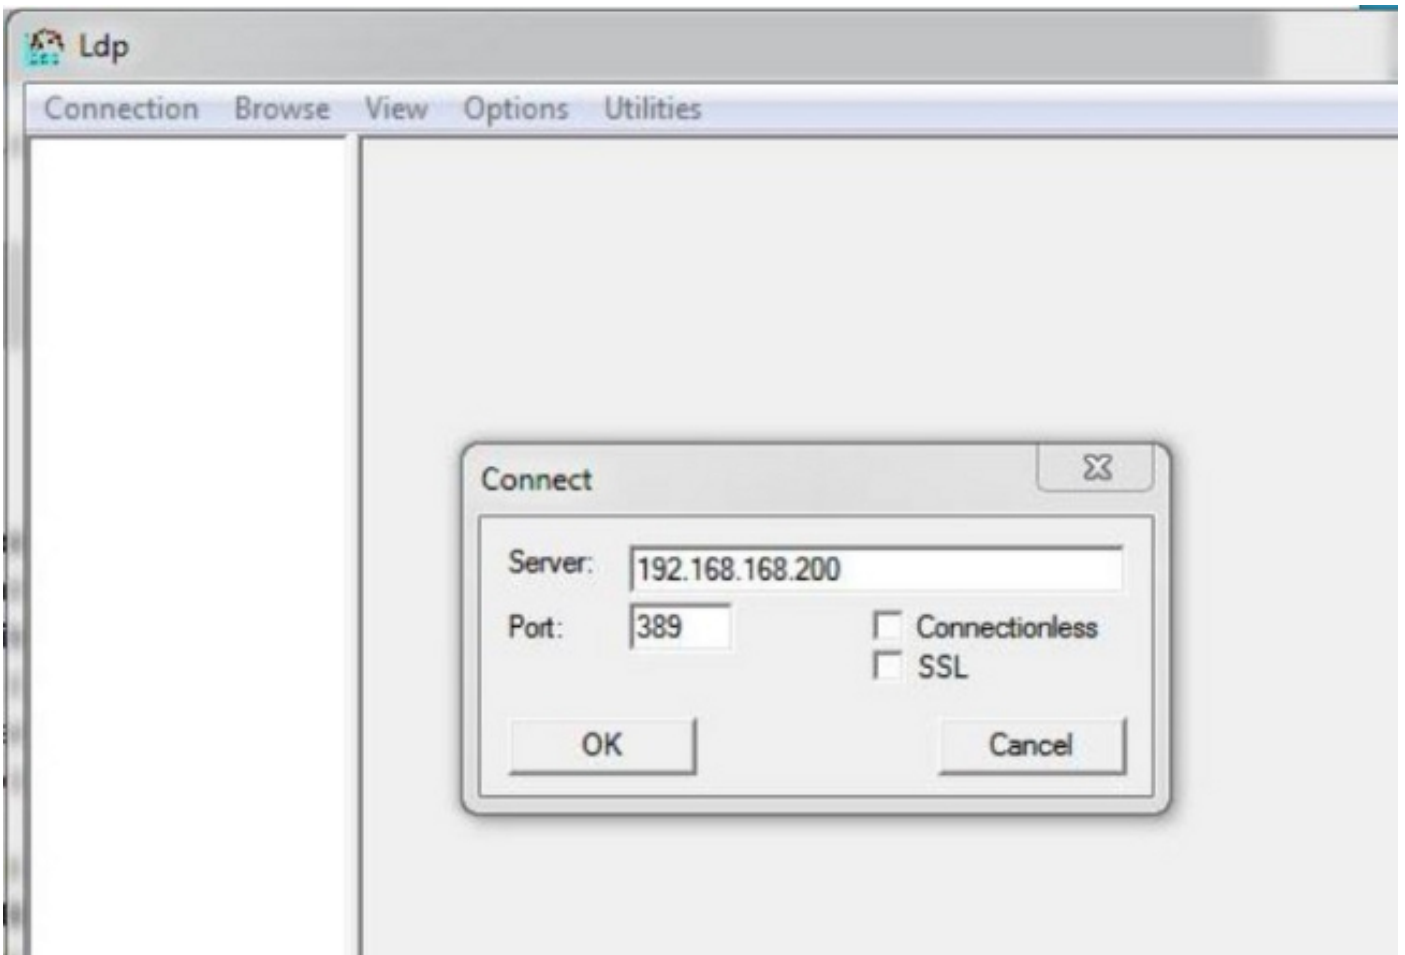 Ldp
Connection Browse View Options Utilities
Connect
Server: 192.168.168.200
Port: 389 Connectionless
SSL
OK Cancel